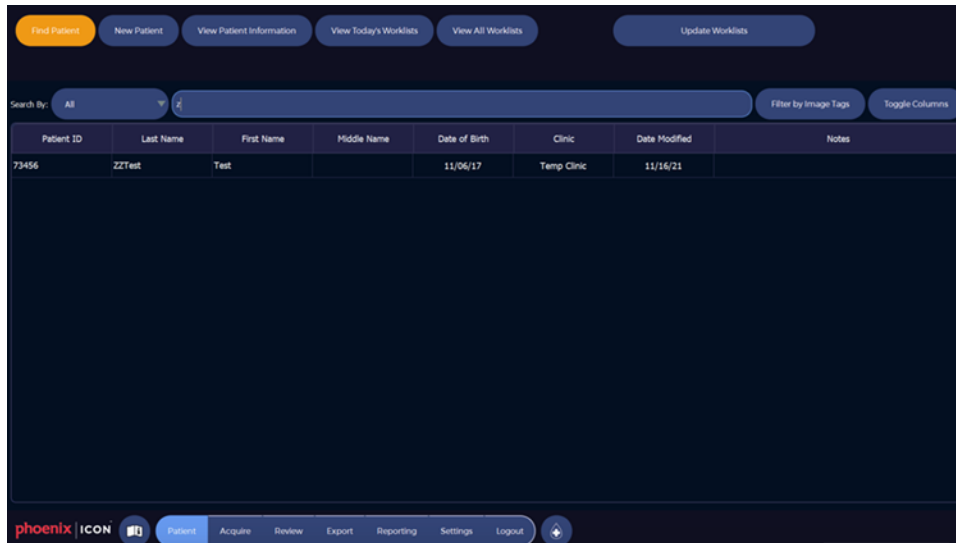 Find Patient New Patient View Patient Information View Today's Worklists View All Worklists Update Worklists
Search By: All z Filter by Image Tags Toggle Columns
Patient ID Last Name First Name Middle Name Date of Birth Clinic Date Modified Notes
73456 ZZTest Test 11/06/17 Temp Clinic 11/16/21
phoenix | ICON Patient Acquire Review Export Reporting Settings Logout